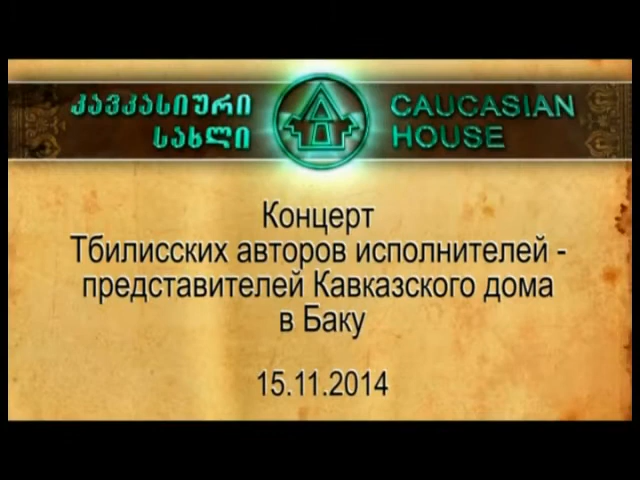 კავკასიური
სახლი
CAUCASIAN
HOUSE
Концерт
Тбилисских авторов исполнителей -
представителей Кавказского дома
в Баку
15.11.2014